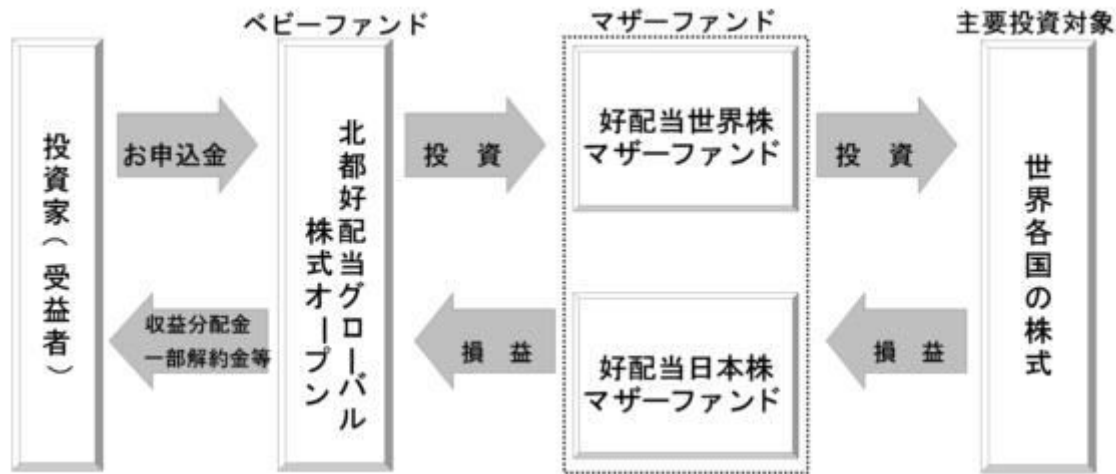 ベビーファンド
マザーファンド
主要投資対象
投資家(受益者)
お申込金
収益分配金
一部解約金等
北都好配当グローバル
株式オープン
投 資
損 益
好配当世界株
マザーファンド
好配当日本株
マザーファンド
投 資
損 益
世界各国の株式